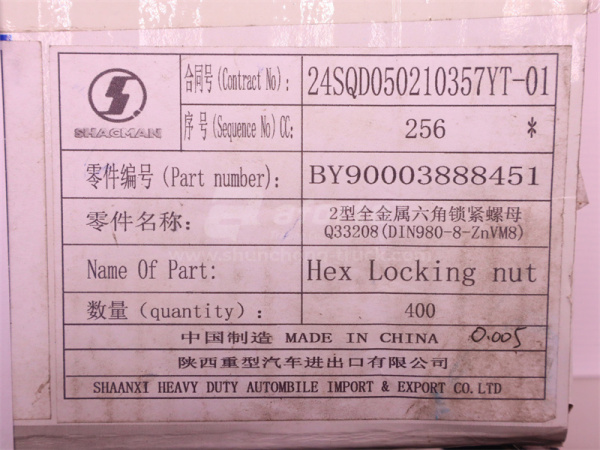 SHACMAN
合同号(Contract No):
24SQD050210357YT-01
序号(Sequence No)CC:
256 *
零件编号(Part number):
BY90003888451
零件名称:
2型全金属六角锁紧螺母
Q33208(DIN980-8-ZnVM8)
Name Of Part:
Hex Locking nut
数量(quantity):
400
中国制造 MADE IN CHINA
0.005
陕西重型汽车进出口有限公司
SHAANXI HEAVY DUTY AUTOMBILE IMPORT & EXPORT CO.LTD